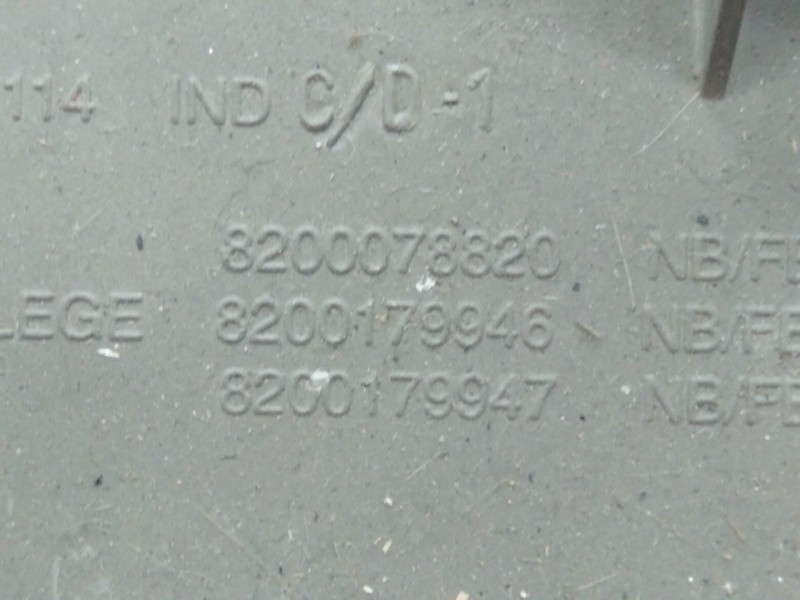 114 IND C/D-1
8200078820 NB/FE
LEGE 8200179946 NB/FE
8200179947 NB/FE